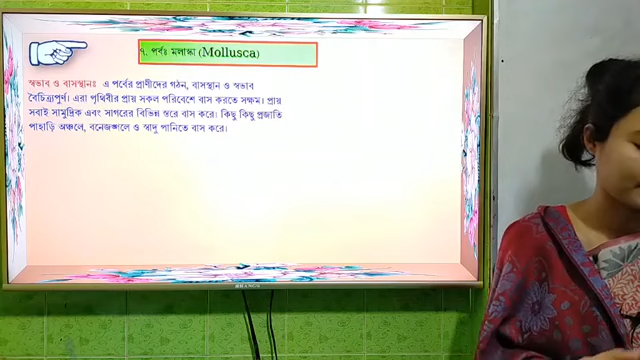 ৭. পর্বঃ মলাস্কা (Mollusca)
স্বভাব ও বাসস্থানঃ এ পর্বের প্রাণীদের গঠন, বাসস্থান ও স্বভাব
বৈচিত্র্যপূর্ণ। এরা পৃথিবীর প্রায় সকল পরিবেশে বাস করতে সক্ষম। প্রায়
সবাই সামুদ্রিক এবং সাগরের বিভিন্ন স্তরে বাস করে। কিছু কিছু প্রজাতি
পাহাড়ি অঞ্চলে, বনেজঙ্গলে ও স্বাদু পানিতে বাস করে।